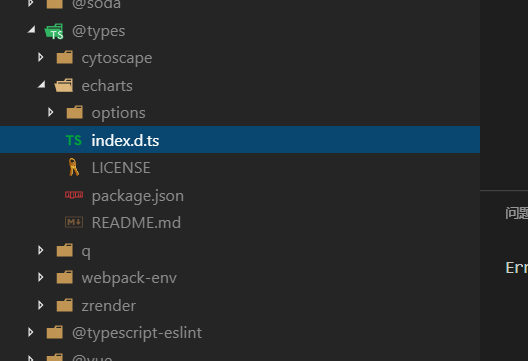 @soda
@types
cytoscape
echarts
options
TS index.d.ts
LICENSE
package.json
README.md
q
webpack-env
zrender
@typescript-eslint
@vue
问题
Err